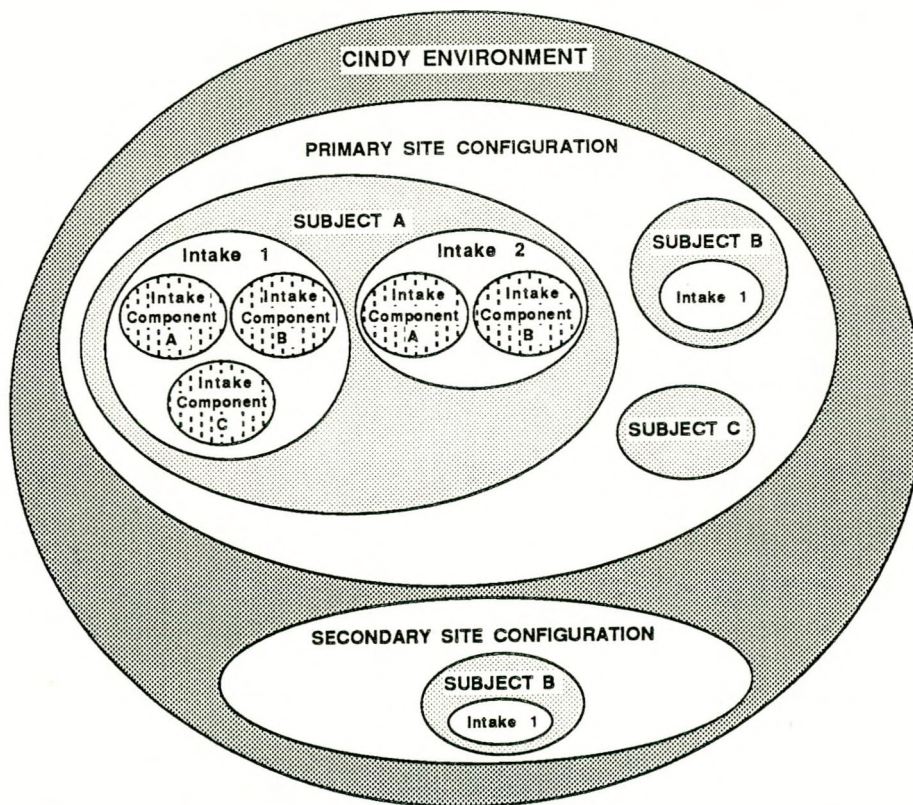 CINDY ENVIRONMENT
PRIMARY SITE CONFIGURATION
SUBJECT A
Intake 1
Intake
Component
A
Intake
Component
B
Intake
Component
C
Intake 2
Intake
Component
A
Intake
Component
B
SUBJECT B
Intake 1
SUBJECT C
SECONDARY SITE CONFIGURATION
SUBJECT B
Intake 1